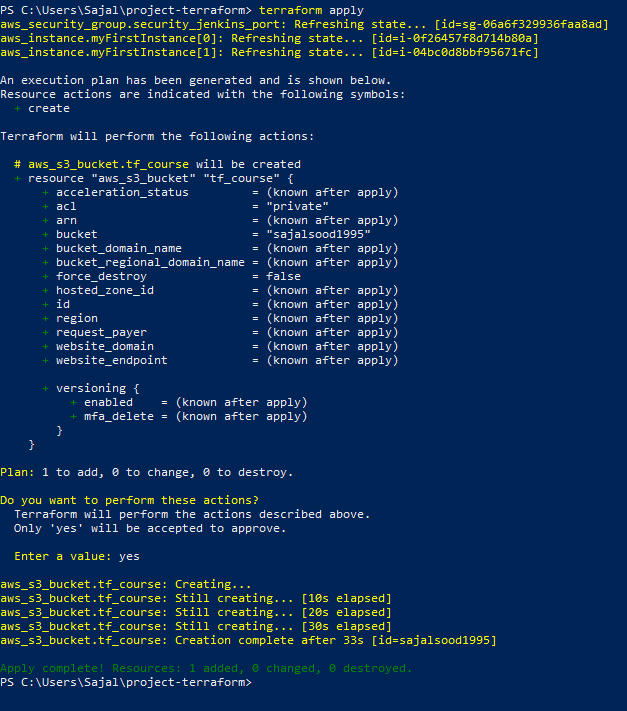 PS C:\Users\Sajal\project-terraform> terraform apply
aws_security_group.security_jenkins_port: Refreshing state... [id=sg-06a6f329936faa8ad]
aws_instance.myFirstInstance[0]: Refreshing state... [id=i-0f26457f8d714b80a]
aws_instance.myFirstInstance[1]: Refreshing state... [id=i-04bc0d8bbf95671fc]

An execution plan has been generated and is shown below.
Resource actions are indicated with the following symbols:
  + create

Terraform will perform the following actions:

  # aws_s3_bucket.tf_course will be created
  + resource "aws_s3_bucket" "tf_course" {
      + acceleration_status         = (known after apply)
      + acl                         = "private"
      + arn                         = (known after apply)
      + bucket                      = "sajalsood1995"
      + bucket_domain_name          = (known after apply)
      + bucket_regional_domain_name = (known after apply)
      + force_destroy               = false
      + hosted_zone_id              = (known after apply)
      + id                          = (known after apply)
      + region                      = (known after apply)
      + request_payer               = (known after apply)
      + website_domain              = (known after apply)
      + website_endpoint            = (known after apply)

      + versioning {
          + enabled    = (known after apply)
          + mfa_delete = (known after apply)
        }
    }

Plan: 1 to add, 0 to change, 0 to destroy.

Do you want to perform these actions?
  Terraform will perform the actions described above.
  Only 'yes' will be accepted to approve.

  Enter a value: yes

aws_s3_bucket.tf_course: Creating...
aws_s3_bucket.tf_course: Still creating... [10s elapsed]
aws_s3_bucket.tf_course: Still creating... [20s elapsed]
aws_s3_bucket.tf_course: Still creating... [30s elapsed]
aws_s3_bucket.tf_course: Creation complete after 33s [id=sajalsood1995]

Apply complete! Resources: 1 added, 0 changed, 0 destroyed.
PS C:\Users\Sajal\project-terraform>